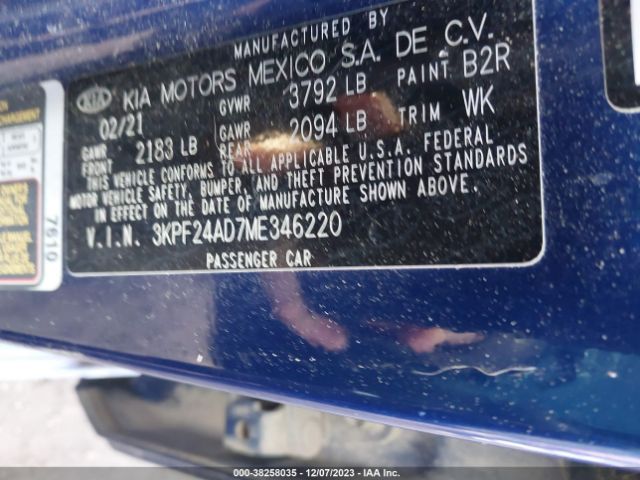 MANUFACTURED BY
KIA KIA MOTORS MEXICO S.A. DE C.V.
02/21 GVWR 3792 LB PAINT B2R
GAWR FRONT 2183 LB GAWR REAR 2094 LB TRIM WK
THIS VEHICLE CONFORMS TO ALL APPLICABLE U.S.A. FEDERAL
MOTOR VEHICLE SAFETY, BUMPER, AND THEFT PREVENTION STANDARDS
IN EFFECT ON THE DATE OF MANUFACTURE SHOWN ABOVE.
V.I.N. 3KPF24AD7ME346220
PASSENGER CAR
7610
000-38258035 - 12/07/2023 - IAA Inc.